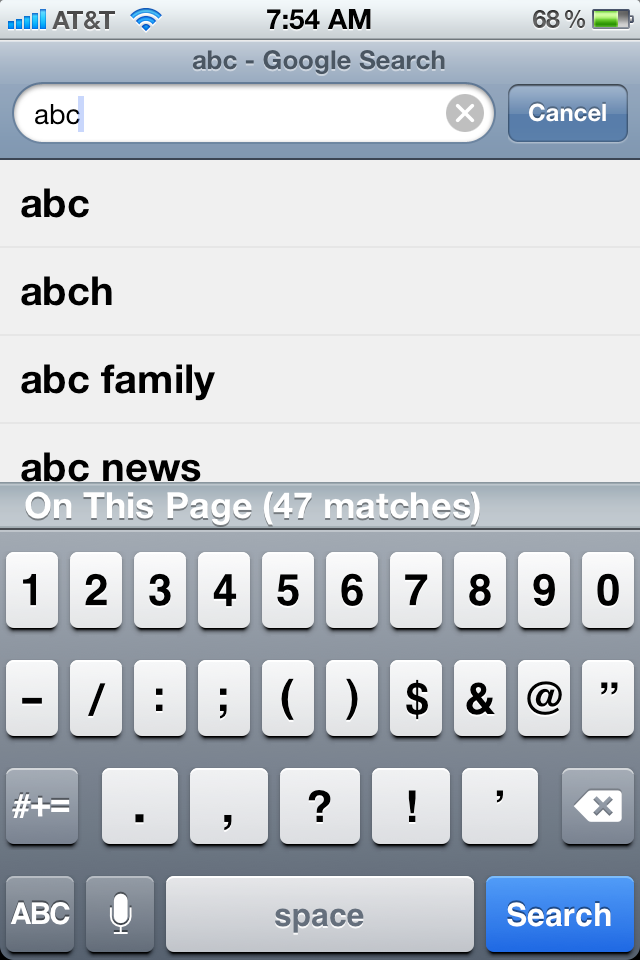 AT&T 7:54 AM 68 %
abc - Google Search
abc Cancel
abc
abch
abc family
abc news
On This Page (47 matches)
1 2 3 4 5 6 7 8 9 0
- / : ; ( ) $ & @ ”
#+= . , ? ! ’
ABC space Search